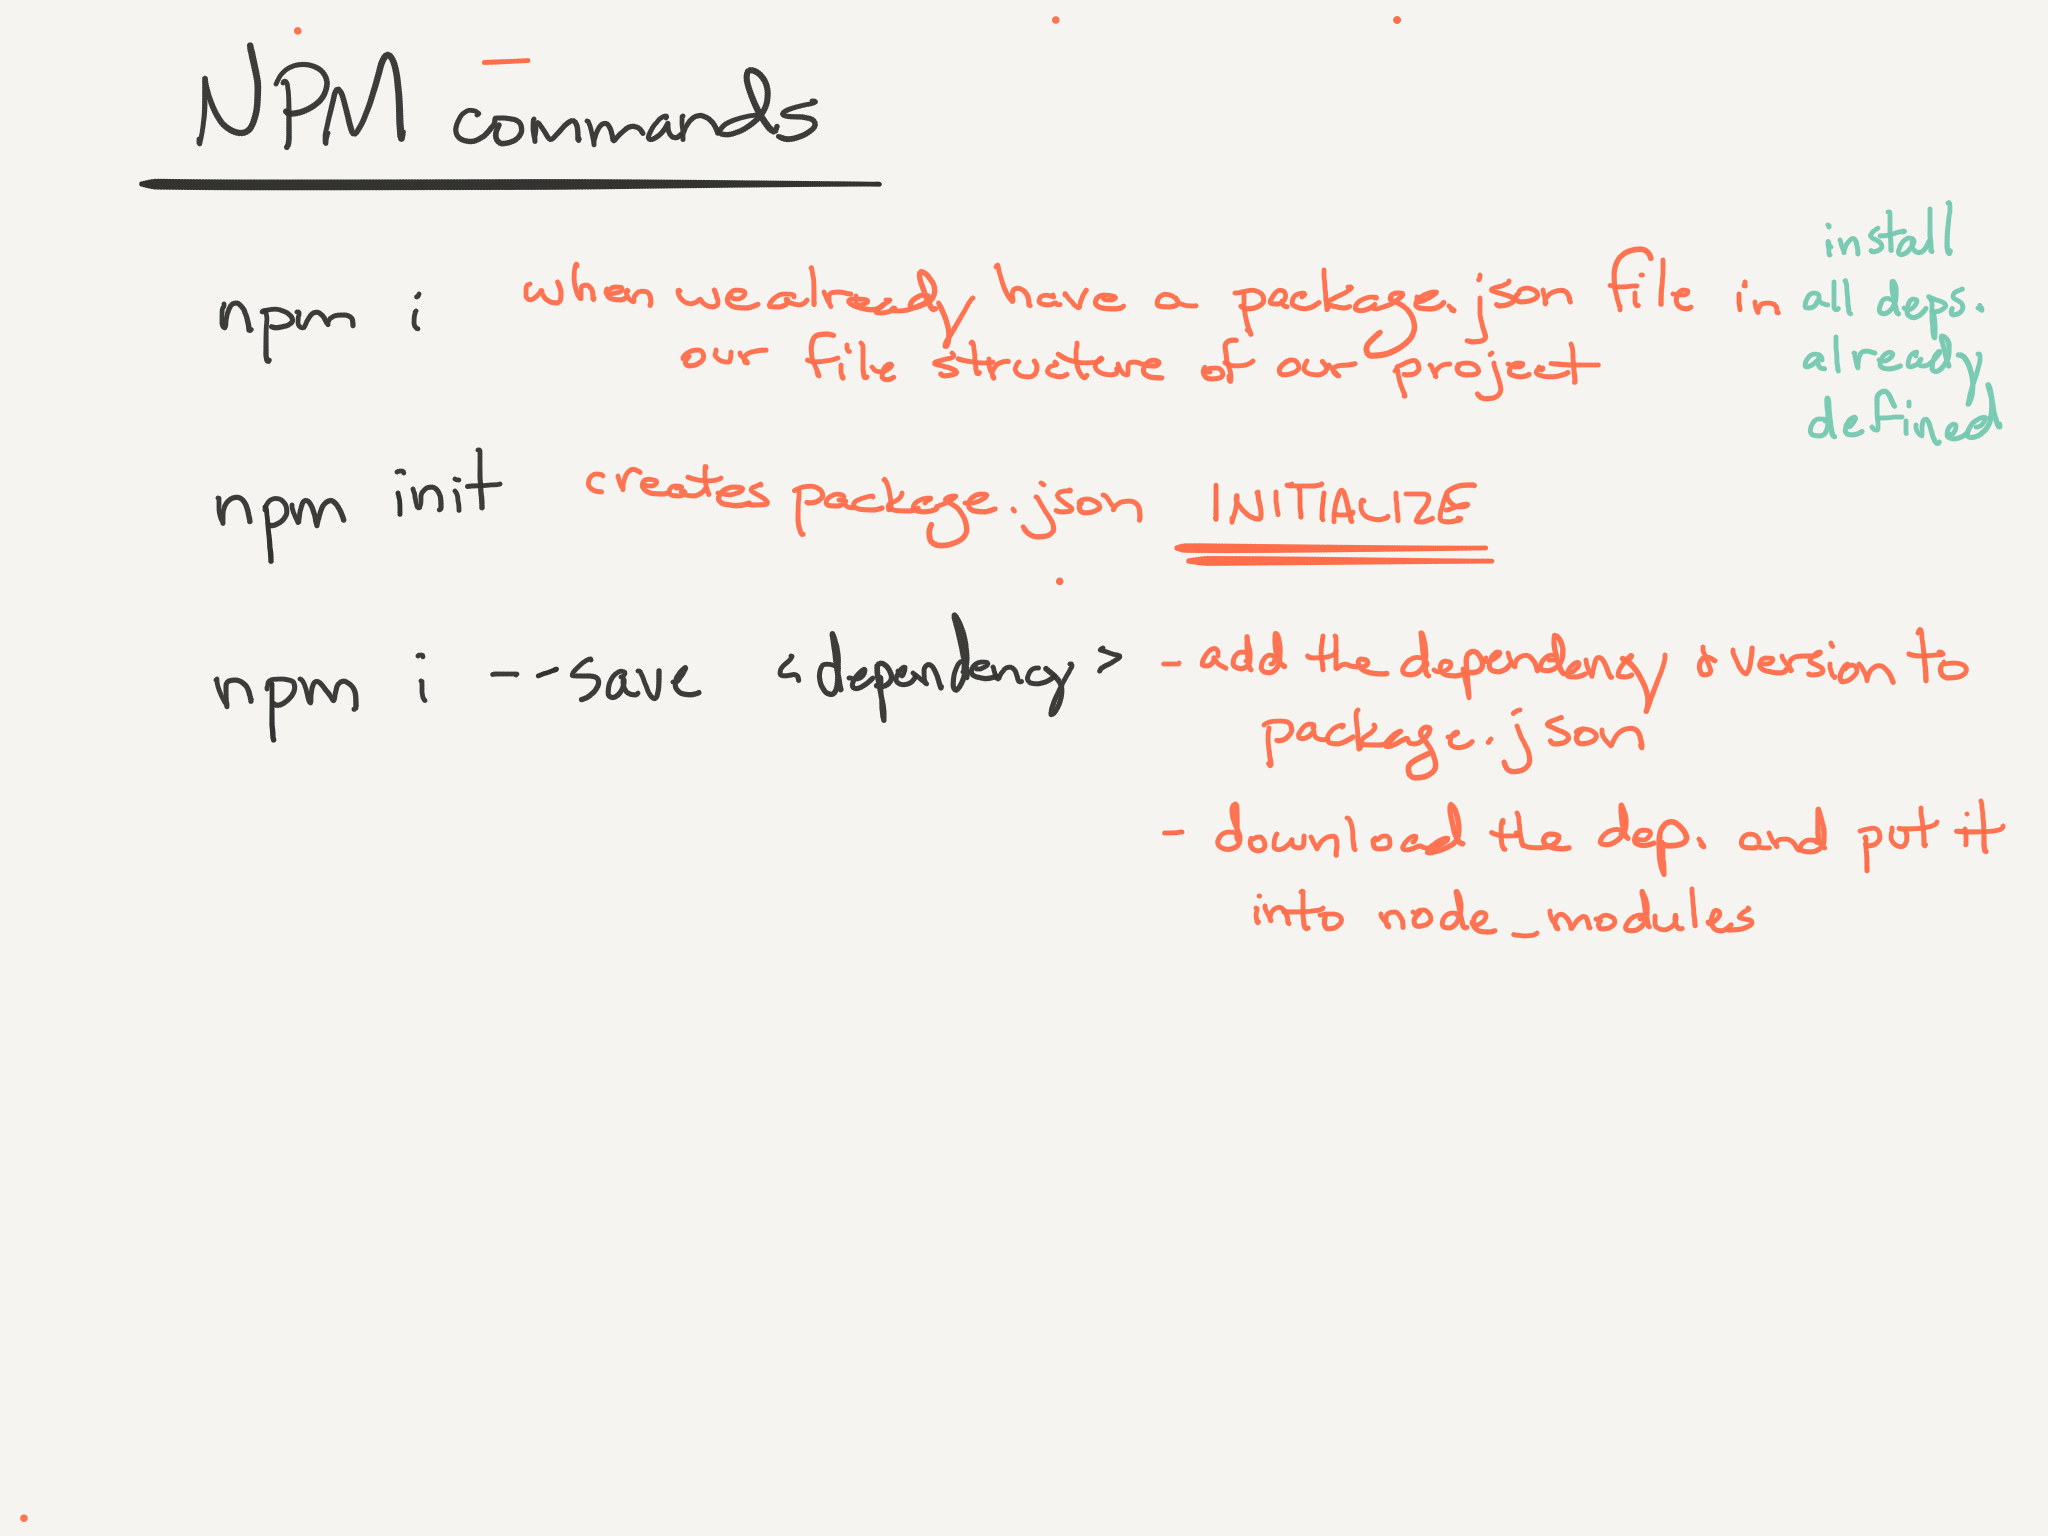 NPM commands
npm i when we already have a package.json file in
our file structure of our project
install
all deps.
already
defined
npm init creates package.json INITIALIZE
npm i --save <dependency> - add the dependency & version to
package.json
- download the dep. and put it
into node_modules